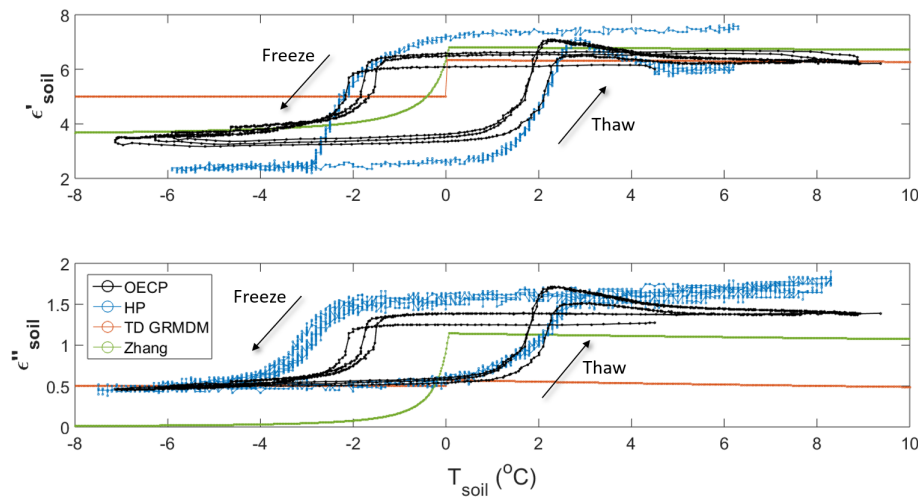 8
6
4
2
ϵ'soil
Freeze
Thaw
-8 -6 -4 -2 0 2 4 6 8 10
2
1.5
1
0.5
0
ϵ''soil
OECP
HP
TD GRMDM
Zhang
Freeze
Thaw
-8 -6 -4 -2 0 2 4 6 8 10
Tsoil (oC)